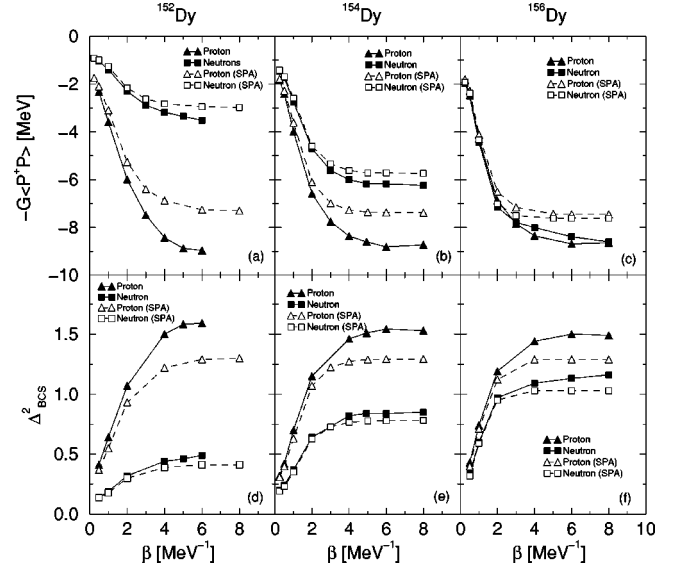 ¹⁵²Dy ¹⁵⁴Dy ¹⁵⁶Dy
−G<P⁺P> [MeV]
0
−2
−4
−6
−8
−10
Proton
Neutrons
Proton (SPA)
Neutron (SPA)
(a)
Proton
Neutron
Proton (SPA)
Neutron (SPA)
(b)
Proton
Neutron
Proton (SPA)
Neutron (SPA)
(c)
Δ²BCS
1.5
1.0
0.5
0.0
Proton
Neutron
Proton (SPA)
Neutron (SPA)
(d)
Proton
Neutron
Proton (SPA)
Neutron (SPA)
(e)
Proton
Neutron
Proton (SPA)
Neutron (SPA)
(f)
0 2 4 6 8 0 2 4 6 8 0 2 4 6 8 10
β [MeV⁻¹] β [MeV⁻¹] β [MeV⁻¹]